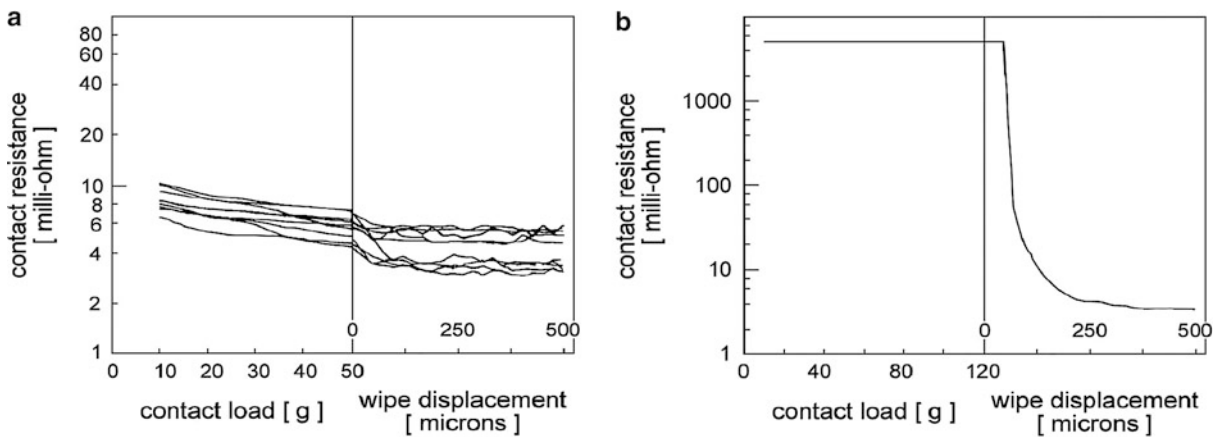 a
contact resistance
[ milli-ohm ]
80
60
40
20
10
8
6
4
2
1
0 250 500
0 10 20 30 40 50
contact load [ g ]
wipe displacement
[ microns ]
b
contact resistance
[ milli-ohm ]
1000
100
10
1
0 250 500
0 40 80 120
contact load [ g ]
wipe displacement
[ microns ]